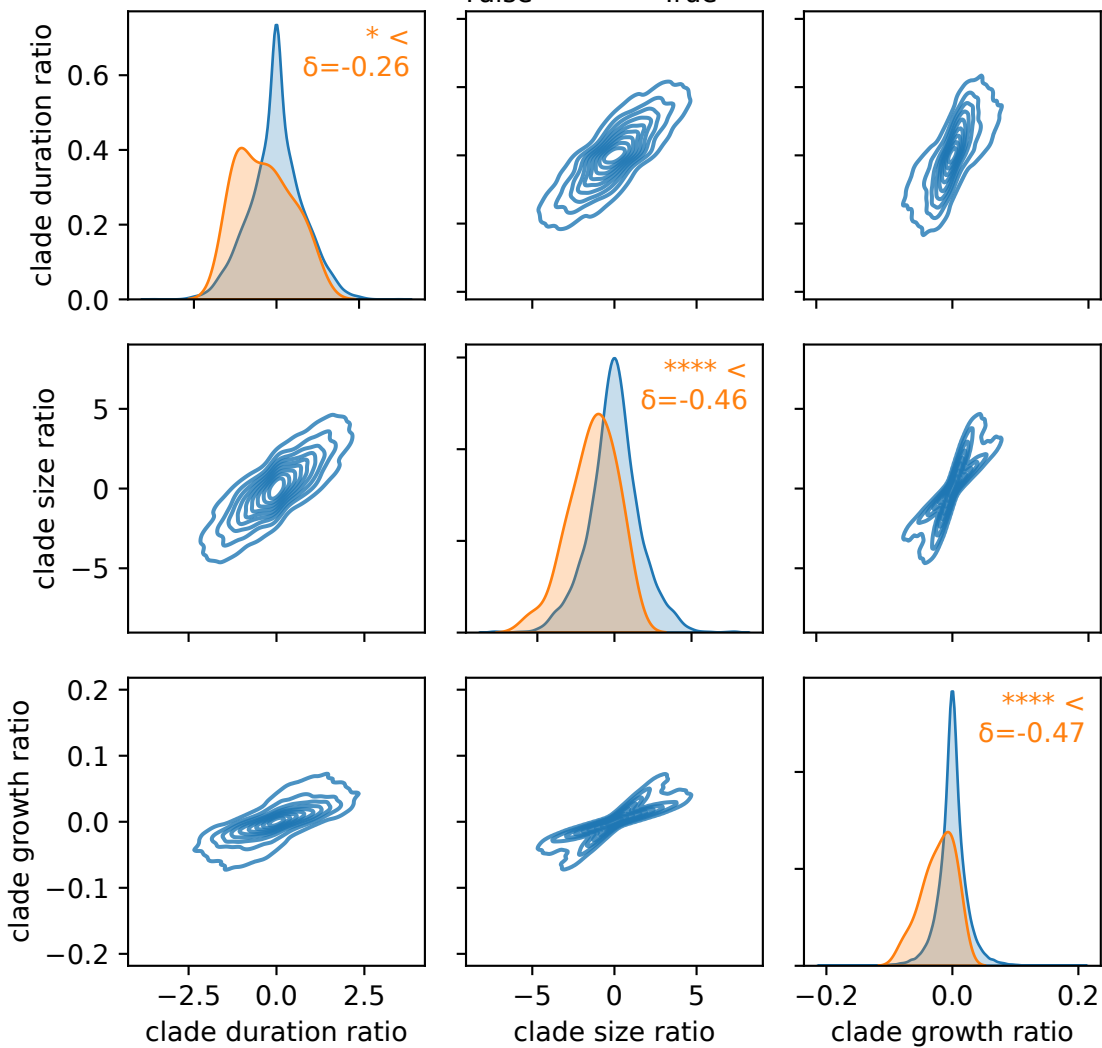 clade duration ratio
0.6
0.4
0.2
0.0
* <
δ=-0.26
clade size ratio
5
0
−5
**** <
δ=-0.46
clade growth ratio
0.2
0.1
0.0
−0.1
−0.2
**** <
δ=-0.47
−2.5 0.0 2.5
−5 0 5
−0.2 0.0 0.2
clade duration ratio
clade size ratio
clade growth ratio